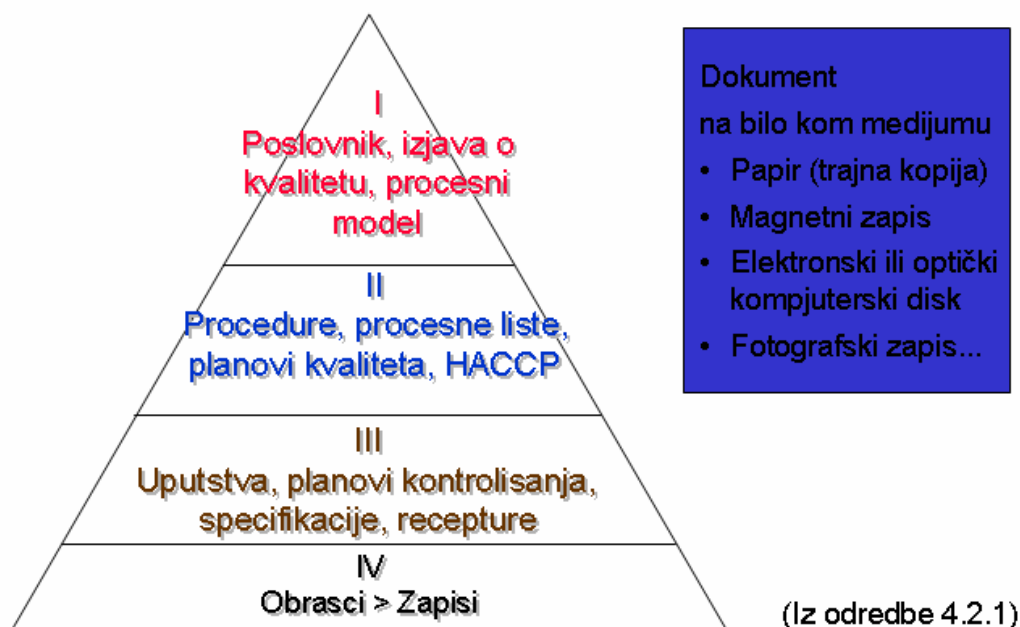 I
Poslovnik, izjava o
kvalitetu, procesni
model
II
Procedure, procesne liste,
planovi kvaliteta, HACCP
III
Uputstva, planovi kontrolisanja,
specifikacije, recepture
IV
Obrasci > Zapisi
Dokument
na bilo kom medijumu
• Papir (trajna kopija)
• Magnetni zapis
• Elektronski ili optički
kompjuterski disk
• Fotografski zapis...
(Iz odredbe 4.2.1)